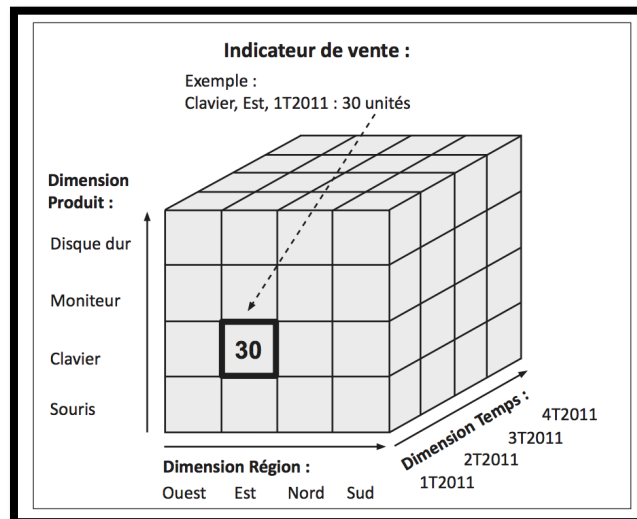 Indicateur de vente :
Exemple :
Clavier, Est, 1T2011 : 30 unités
Dimension
Produit :
Disque dur
Moniteur
Clavier
Souris
30
Dimension Région :
Ouest Est Nord Sud
Dimension Temps :
4T2011
3T2011
2T2011
1T2011